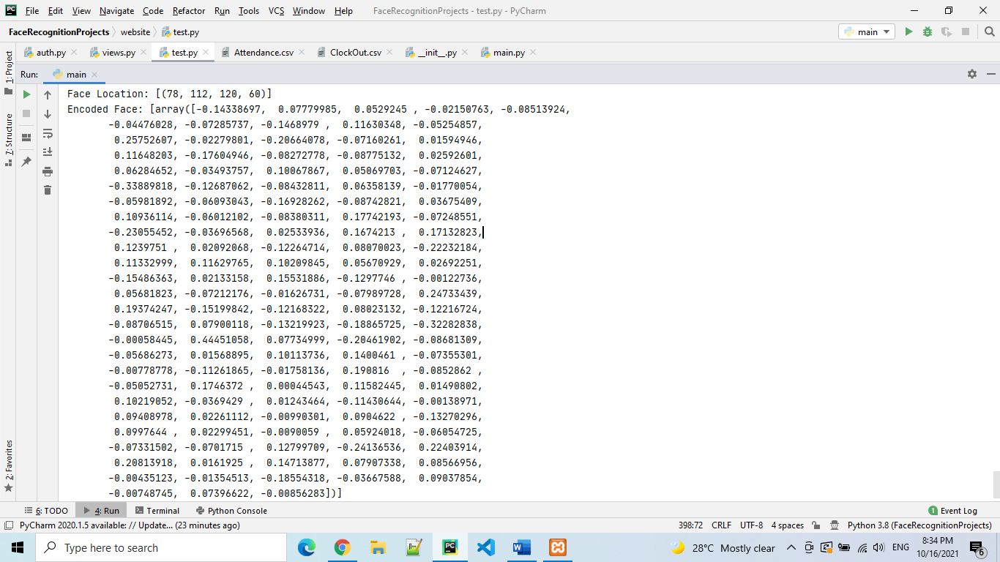 PC File Edit View Navigate Code Refactor Run Tools VCS Window Help FaceRecognitionProjects - test.py - PyCharm
FaceRecognitionProjects website test.py main
auth.py views.py test.py Attendance.csv ClockOut.csv __init__.py main.py
1: Project
7: Structure
2: Favorites
Run: main
Face Location: [(78, 112, 120, 60)]
Encoded Face: [array([-0.14338697,  0.07779985,  0.0529245 , -0.02150763, -0.08513924,
-0.04476028, -0.07285737, -0.1468979 ,  0.11630348, -0.05254857,
0.25752607, -0.02279801, -0.20664078, -0.07160261,  0.01594946,
0.11648203, -0.17604946, -0.08272778, -0.08775132,  0.02592601,
0.06284652, -0.03493757,  0.10067867,  0.05069703, -0.07124627,
-0.33889818, -0.12687062, -0.08432811,  0.06358139, -0.01770054,
-0.05981892, -0.06093043, -0.16928262, -0.08742821,  0.03675409,
0.10936114, -0.06012102, -0.08380311,  0.17742193, -0.07248551,
-0.23055452, -0.03696568,  0.02533936,  0.1674213 ,  0.17132823,
0.1239751 ,  0.02092068, -0.12264714,  0.08070023, -0.22232184,
0.11332999,  0.11629765,  0.10209845,  0.05670929,  0.02692251,
-0.15486363,  0.02133158,  0.15531886, -0.1297746 , -0.00122736,
0.05681823, -0.07212176, -0.01626731, -0.07989728,  0.24733439,
0.19374247, -0.15199842, -0.12168322,  0.08023132, -0.12216724,
-0.08706515,  0.07900118, -0.13219923, -0.18865725, -0.32282838,
-0.00058445,  0.44451058,  0.07734999, -0.20461902, -0.08681309,
-0.05686273,  0.01568895,  0.10113736,  0.1400461 , -0.07355301,
-0.00778778, -0.11261865, -0.01758136,  0.190816  , -0.0852862 ,
-0.05052731,  0.1746372 ,  0.00044543,  0.11582445,  0.01490802,
0.10219052, -0.0369429 ,  0.01243464, -0.11430644, -0.00138971,
0.09408978,  0.02261112, -0.00990301,  0.0904622 , -0.13270296,
0.0997644 ,  0.02299451, -0.0090059 ,  0.05924018, -0.06054725,
-0.07331502, -0.0701715 ,  0.12799709, -0.24136536,  0.22403914,
0.20813918,  0.0161925 ,  0.14713877,  0.07907338,  0.08566956,
-0.00435123, -0.01354513, -0.18554318, -0.03667588,  0.09037854,
-0.00748745,  0.07396622, -0.00856283])]
6: TODO 4: Run Terminal Python Console 1 Event Log
PyCharm 2020.1.5 available: // Update... (23 minutes ago) 398:72 CRLF UTF-8 4 spaces Python 3.8 (FaceRecognitionProjects)
Type here to search PC W 28°C Mostly clear ENG 8:34 PM
10/16/2021 6